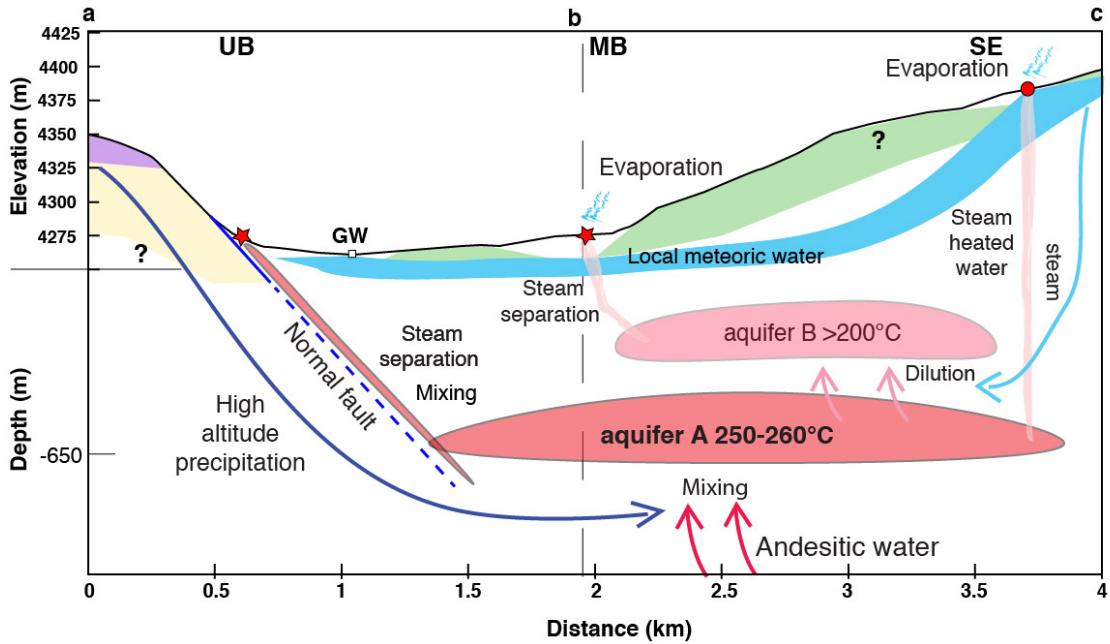 a
b
c
UB
MB
SE
4425
4400
4375
4350
4325
4300
4275
Elevation (m)
Evaporation
?
Evaporation
GW
Local meteoric water
?
Steam
separation
Steam
heated
water
steam
Steam
separation
Mixing
aquifer B >200°C
Dilution
Normal fault
High
altitude
precipitation
aquifer A 250-260°C
Depth (m)
-650
Mixing
Andesitic water
0
0.5
1
1.5
2
2.5
3
3.5
4
Distance (km)